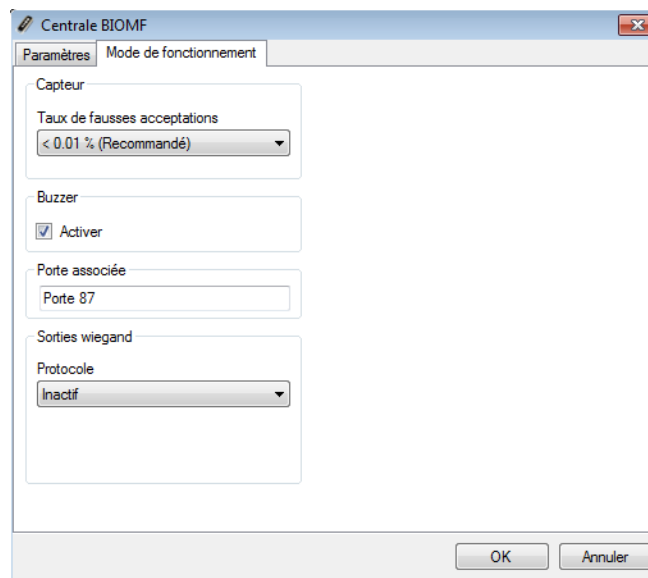 Centrale BIOMF
Paramètres
Mode de fonctionnement
Capteur
Taux de fausses acceptations
< 0.01 % (Recommandé)
Buzzer
Activer
Porte associée
Porte 87
Sorties wiegand
Protocole
Inactif
OK
Annuler